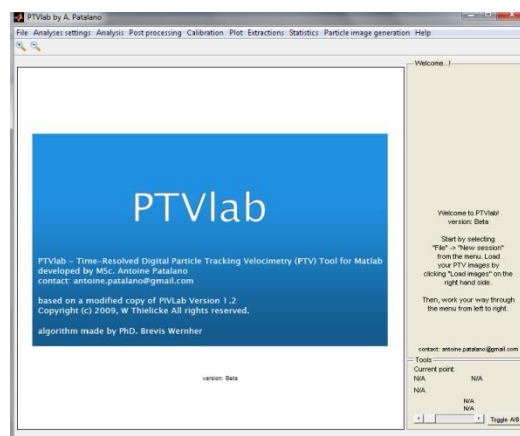 PTVlab by A. Patalano
File Analyses settings Analysis Post processing Calibration Plot Extractions Statistics Particle image generation Help
Welcome...!
PTVlab
PTVlab - Time-Resolved Digital Particle Tracking Velocimetry (PTV) Tool for Matlab
developed by MSc. Antoine Patalano
contact: antoine.patalano@gmail.com
based on a modified copy of PIVLab Version 1.2
Copyright (c) 2009, W Thielicke All rights reserved.
algorithm made by PhD. Brevis Wernher
version: Beta
Welcome to PTVlab!
version: Beta
Start by selecting
"File" -> "New session"
from the menu. Load
your PTV images by
clicking "Load images" on the
right hand side.
Then, work your way through
the menu from left to right.
contact: antoine.patalano@gmail.com
Tools
Current point:
N/A N/A
N/A
N/A
N/A
Toggle A/B